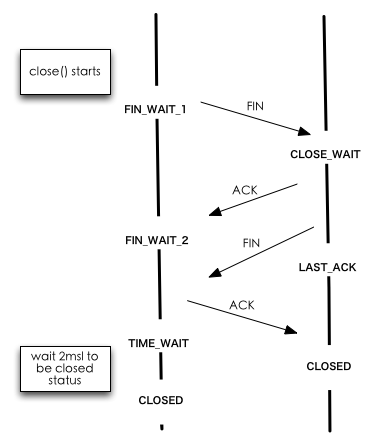 close() starts
FIN_WAIT_1
FIN
CLOSE_WAIT
ACK
FIN_WAIT_2
FIN
LAST_ACK
ACK
TIME_WAIT
wait 2msl to
be closed
status
CLOSED
CLOSED